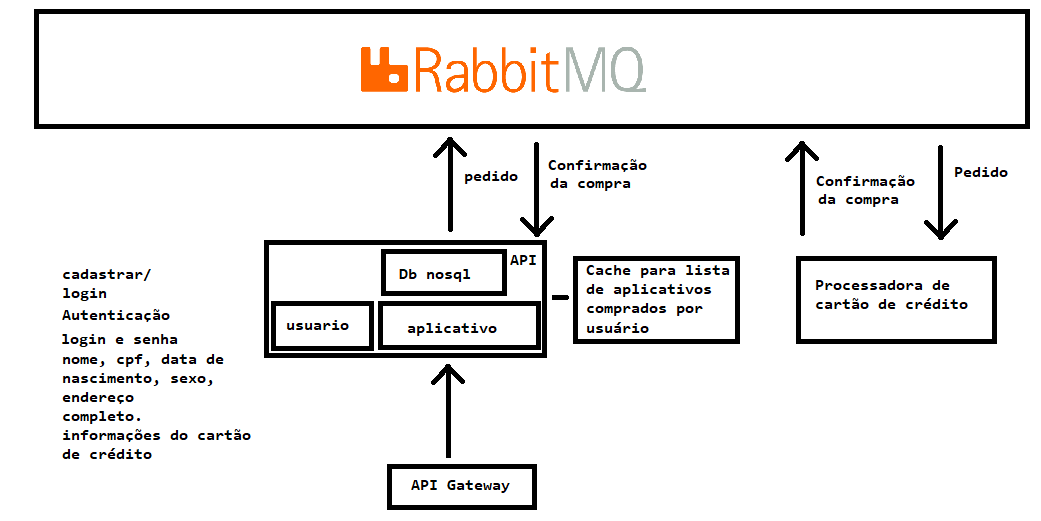 RabbitMQ
pedido
Confirmação
da compra
Confirmação
da compra
Pedido
cadastrar/
login
Autenticação
login e senha
nome, cpf, data de
nascimento, sexo,
endereço
completo.
informações do cartão
de crédito
API
Db nosql
usuario
aplicativo
Cache para lista
de aplicativos
comprados por
usuário
Processadora de
cartão de crédito
API Gateway